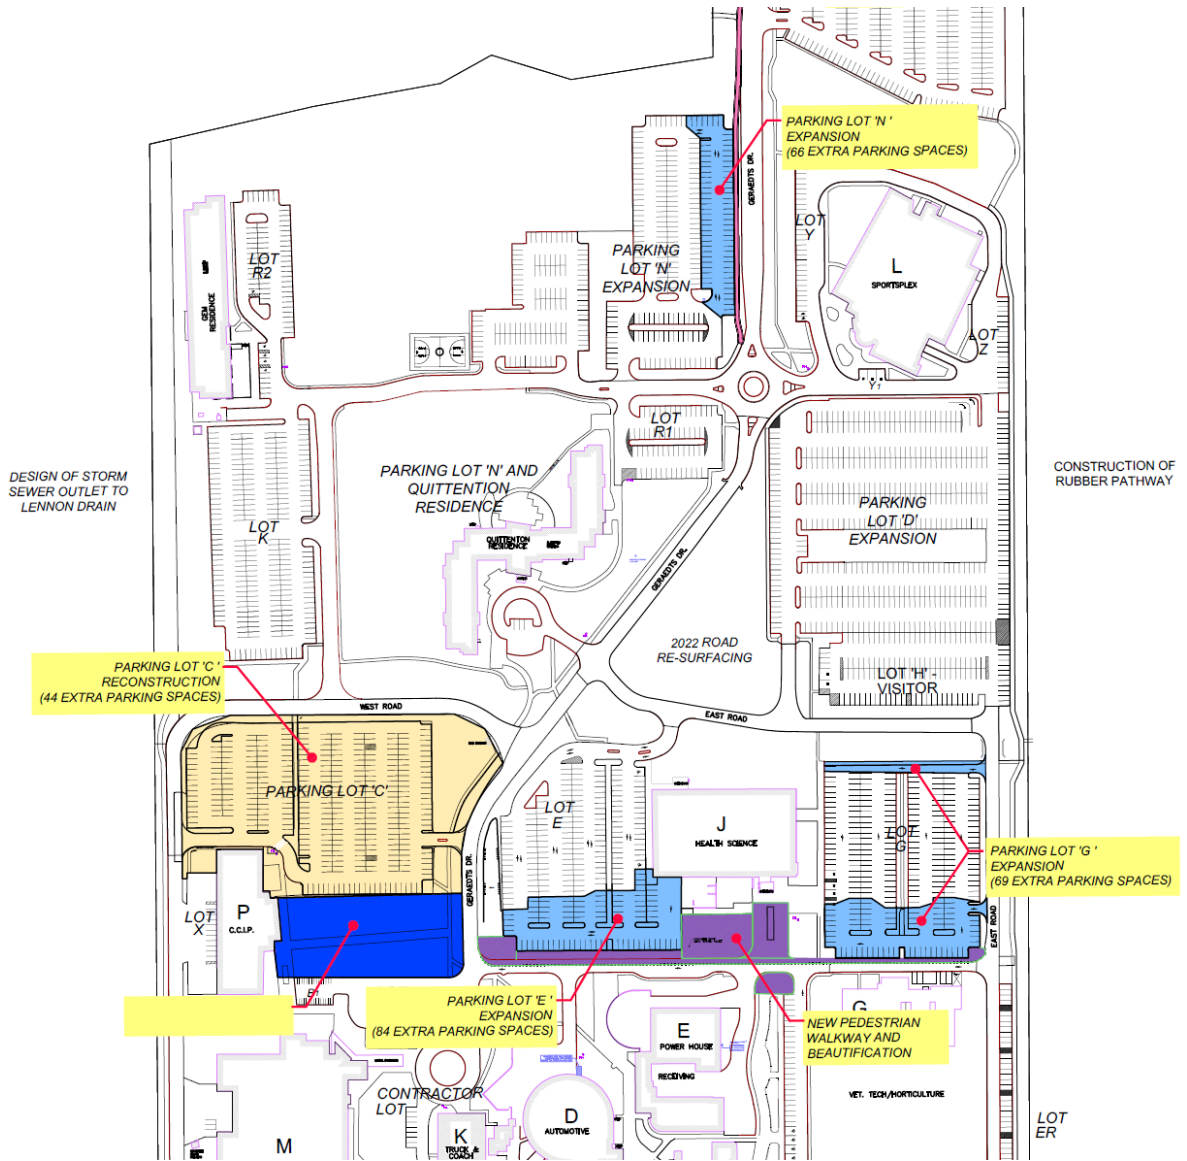 PARKING LOT 'N '
EXPANSION
(66 EXTRA PARKING SPACES)
GERAEDTS DR.
LOT
Y
L
SPORTSPLEX
LOT
R2
GEM
RESIDENCE
PARKING
LOT 'N'
EXPANSION
LOT
Z
Y
LOT
R1
DESIGN OF STORM
SEWER OUTLET TO
LENNON DRAIN
PARKING LOT 'N' AND
QUITTENTION
RESIDENCE
CONSTRUCTION OF
RUBBER PATHWAY
LOT
K
PARKING
LOT 'D'
EXPANSION
QUITTENTON
RESIDENCE
GERAEDTS DR.
2022 ROAD
RE-SURFACING
PARKING LOT 'C '
RECONSTRUCTION
(44 EXTRA PARKING SPACES)
LOT 'H' -
VISITOR
WEST ROAD
EAST ROAD
PARKING LOT 'C'
LOT
E
J
HEALTH SCIENCE
LOT
G
PARKING LOT 'G '
EXPANSION
(69 EXTRA PARKING SPACES)
GERAEDTS DR.
LOT
X
P
C.C.I.P.
EAST ROAD
PARKING LOT 'E '
EXPANSION
(84 EXTRA PARKING SPACES)
E
POWER HOUSE
RECEIVING
G
NEW PEDESTRIAN
WALKWAY AND
BEAUTIFICATION
CONTRACTOR
LOT
VET. TECH/HORTICULTURE
D
AUTOMOTIVE
LOT
ER
M
K
TRUCK &
COACH